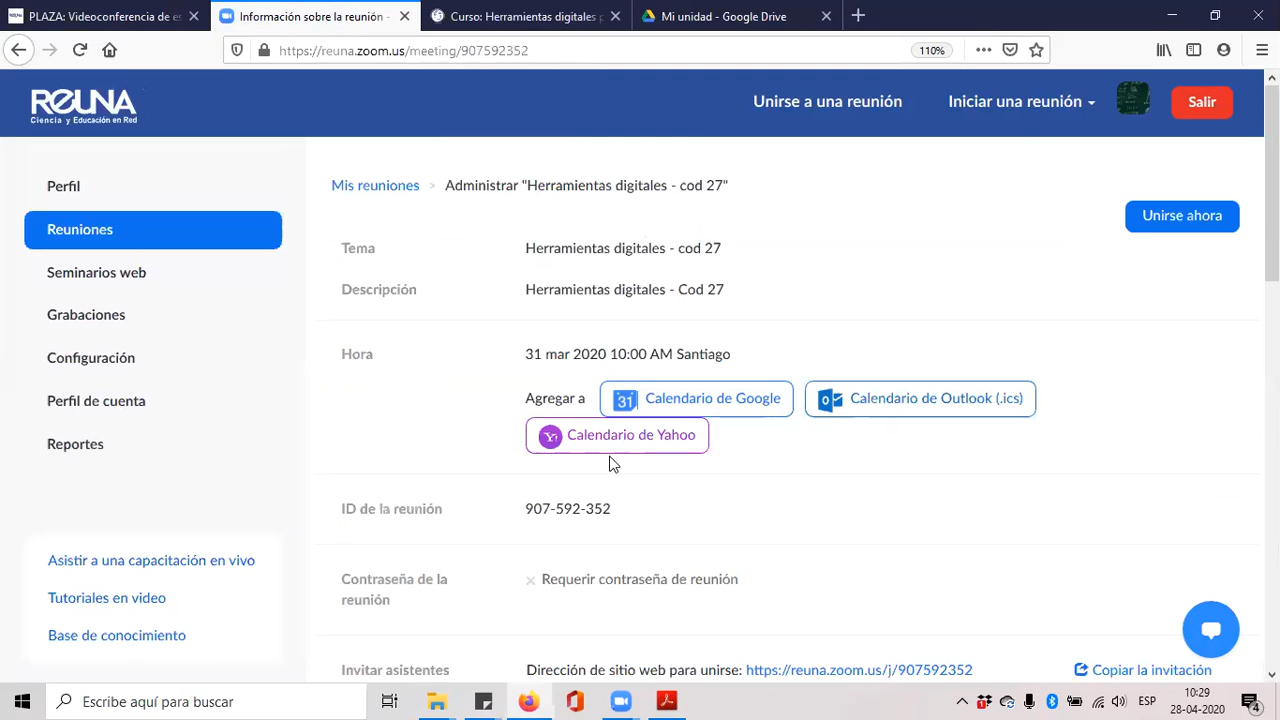 PLAZA: Videoconferencia de es
Información sobre la reunión -
Curso: Herramientas digitales p
Mi unidad - Google Drive
https://reuna.zoom.us/meeting/907592352
110%
REUNA
Ciencia y Educación en Red
Unirse a una reunión
Iniciar una reunión
Salir
Perfil
Reuniones
Seminarios web
Grabaciones
Configuración
Perfil de cuenta
Reportes
Asistir a una capacitación en vivo
Tutoriales en video
Base de conocimiento
Mis reuniones > Administrar "Herramientas digitales - cod 27"
Unirse ahora
Tema Herramientas digitales - cod 27
Descripción Herramientas digitales - Cod 27
Hora 31 mar 2020 10:00 AM Santiago
Agregar a 31 Calendario de Google Calendario de Outlook (.ics)
Calendario de Yahoo
ID de la reunión 907-592-352
Contraseña de la
reunión
Requerir contraseña de reunión
Invitar asistentes Dirección de sitio web para unirse: https://reuna.zoom.us/j/907592352 Copiar la invitación
Escribe aquí para buscar
ESP
10:29
28-04-2020
4